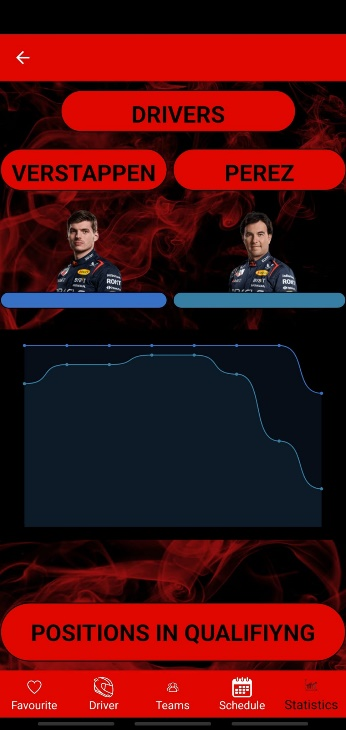 DRIVERS
VERSTAPPEN
PEREZ
POSITIONS IN QUALIFIYNG
Favourite
Driver
Teams
Schedule
Statistics